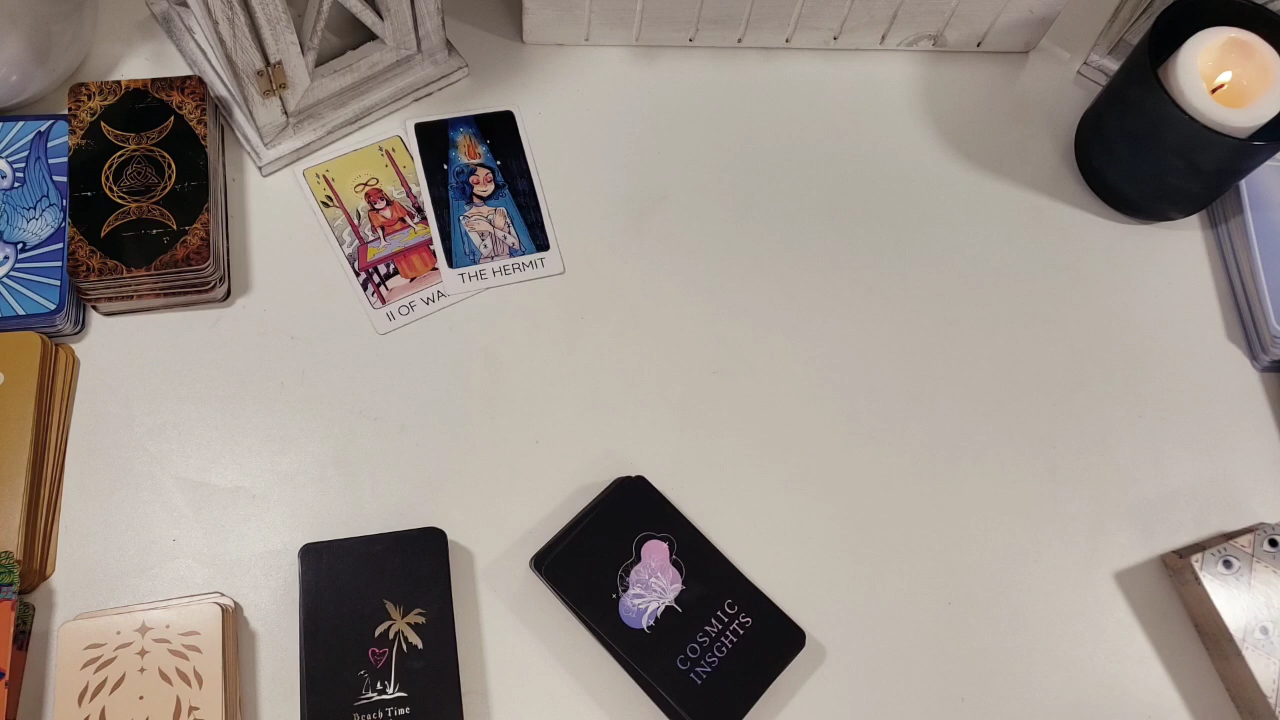 II OF WA
THE HERMIT
Beach Time
COSMIC
INSGHTS